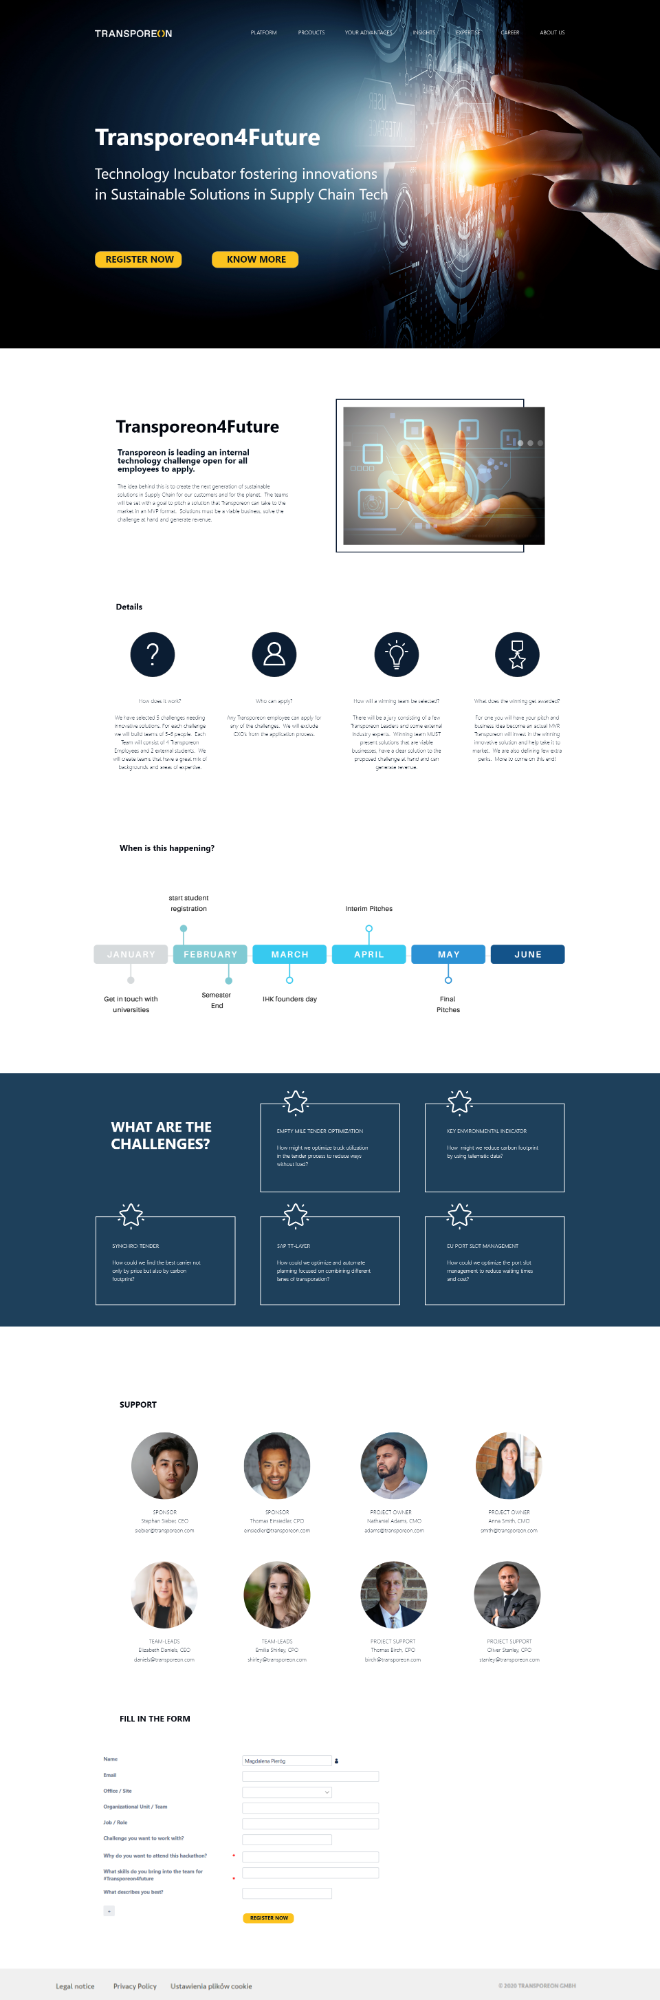 TRANSPOREON
PLATFORM PRODUCTS YOUR ADVANTAGES INSIGHTS EXPERTISE CAREER ABOUT US
Transporeon4Future
Technology Incubator fostering innovations
in Sustainable Solutions in Supply Chain Tech
REGISTER NOW KNOW MORE
Transporeon4Future
Transporeon is leading an internal
technology challenge open for all
employees to apply.
The idea behind this is to create the next generation of sustainable
solutions in Supply Chain for our customers and for the planet. The teams
will be set with a goal to pitch a solution that Transporeon can take to the
market in an MVP format. Solutions must be a viable business, solve the
challenge at hand and generate revenue.
Details
How does it work?
We have selected 5 challenges needing
innovative solutions. For each challenge
we will build teams of 5-6 people. Each
Team will consist of 4 Transporeon
Employees and 2 external students. We
will create teams that have a great mix of
backgrounds and areas of expertise.
Who can apply?
Any Transporeon employee can apply for
any of the challenges. We will exclude
CXO's from the application process.
How will a winning team be selected?
There will be a jury consisting of a few
Transporeon Leaders and some external
industry experts. Winning team MUST
present solutions that are viable
businesses, have a clear solution to the
proposed challenge at hand and can
generate revenue.
What does the winning get awarded?
For one you will have your pitch and
business idea become an actual MVP.
Transporeon will invest in the winning
innovative solution and help take it to
market. We are also defining few extra
perks. More to come on this end!
When is this happening?
start student
registration
Interim Pitches
JANUARY FEBRUARY MARCH APRIL MAY JUNE
Get in touch with
universities
Semester
End
IHK founders day
Final
Pitches
WHAT ARE THE
CHALLENGES?
EMPTY MILE TENDER OPTIMIZATION
How might we optimize truck utilization
in the tender process to reduce ways
without load?
KEY ENVIRONMENTAL INDICATOR
How might we reduce carbon footprint
by using telematic data?
SYNCHRO TENDER
How could we find the best carrier not
only by price but also by carbon
footprint?
SAP TT-LAYER
How could we optimize and automate
planning focused on combining different
lanes of transporation?
EU PORT SLOT MANAGEMENT
How could we optimize the port slot
management to reduce waiting times
and cost?
SUPPORT
SPONSOR
Stephan Sieber, CEO
sieber@transporeon.com
SPONSOR
Thomas Einsiedler, CPO
einsiedler@transporeon.com
PROJECT OWNER
Nathaniel Adams, CMO
adams@transporeon.com
PROJECT OWNER
Anna Smith, CMO
smith@transporeon.com
TEAM-LEADS
Elizabeth Daniels, CEO
daniels@transporeon.com
TEAM-LEADS
Emilia Shirley, CPO
shirley@transporeon.com
PROJECT SUPPORT
Thomas Birch, CPO
birch@transporeon.com
PROJECT SUPPORT
Oliver Stanley, CPO
stanley@transporeon.com
FILL IN THE FORM
Name Magdalena Piertig
Email
Office / Site
Organizational Unit / Team
Job / Role
Challenge you want to work with?
Why do you want to attend this hackathon? *
What skills do you bring into the team for
#Transporeon4future *
What describes you best?
REGISTER NOW
Legal notice Privacy Policy Ustawienia plików cookie © 2020 TRANSPOREON GMBH